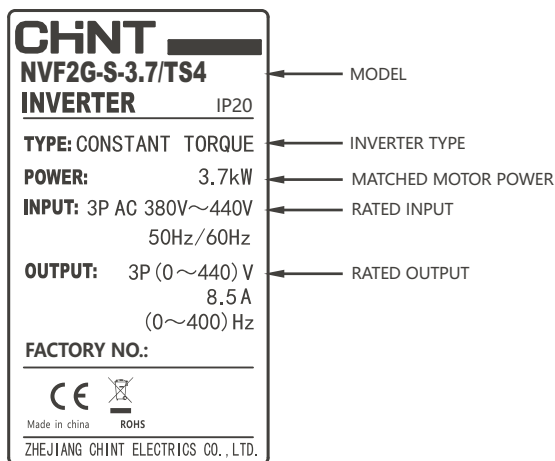 CHINT
NVF2G-S-3.7/TS4
MODEL
INVERTER IP20
TYPE: CONSTANT TORQUE
INVERTER TYPE
POWER: 3.7kW
MATCHED MOTOR POWER
INPUT: 3P AC 380V～440V
RATED INPUT
50Hz/60Hz
OUTPUT: 3P(0～440)V
RATED OUTPUT
8.5A
(0～400)Hz
FACTORY NO.:
CE
Made in china ROHS
ZHEJIANG CHINT ELECTRICS CO.,LTD.